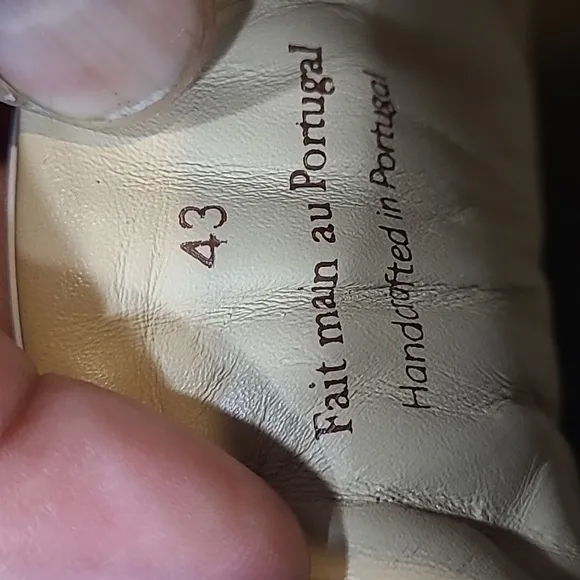 43
Fait main au Portugal
Handcrafted in Portugal